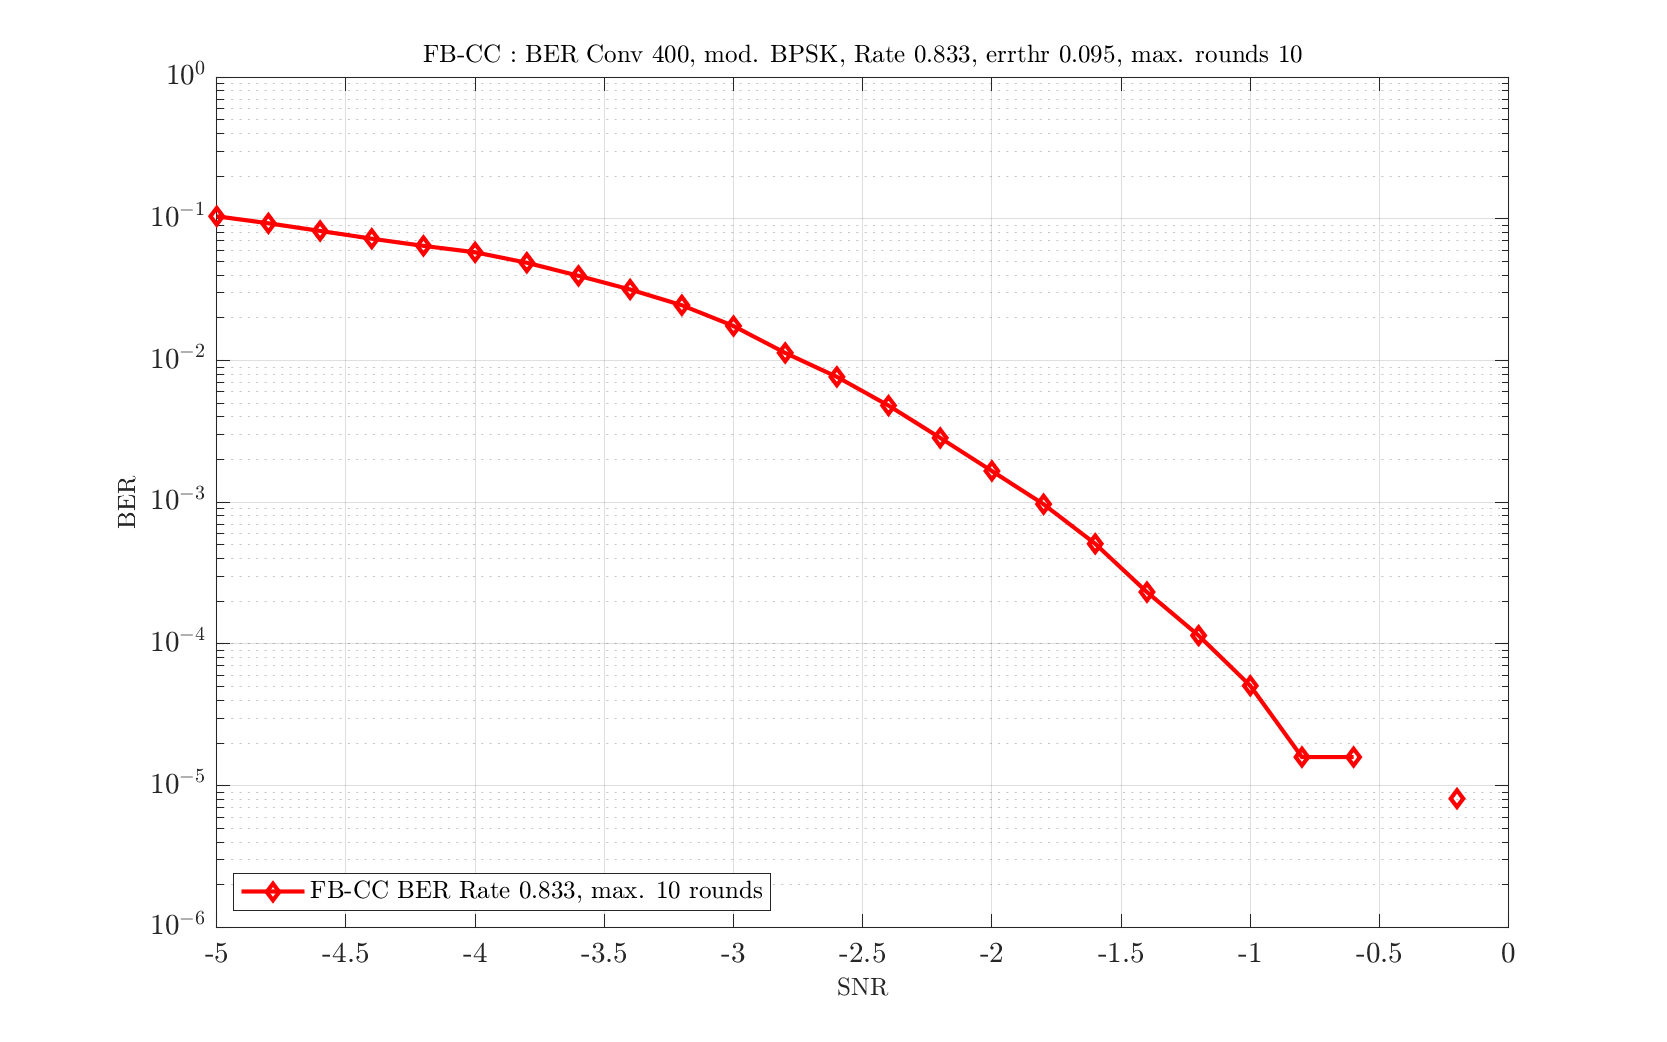 FB-CC : BER Conv 400, mod. BPSK, Rate 0.833, errthr 0.095, max. rounds 10
10^0
10^-1
10^-2
10^-3
10^-4
10^-5
10^-6
BER
FB-CC BER Rate 0.833, max. 10 rounds
-5 -4.5 -4 -3.5 -3 -2.5 -2 -1.5 -1 -0.5 0
SNR